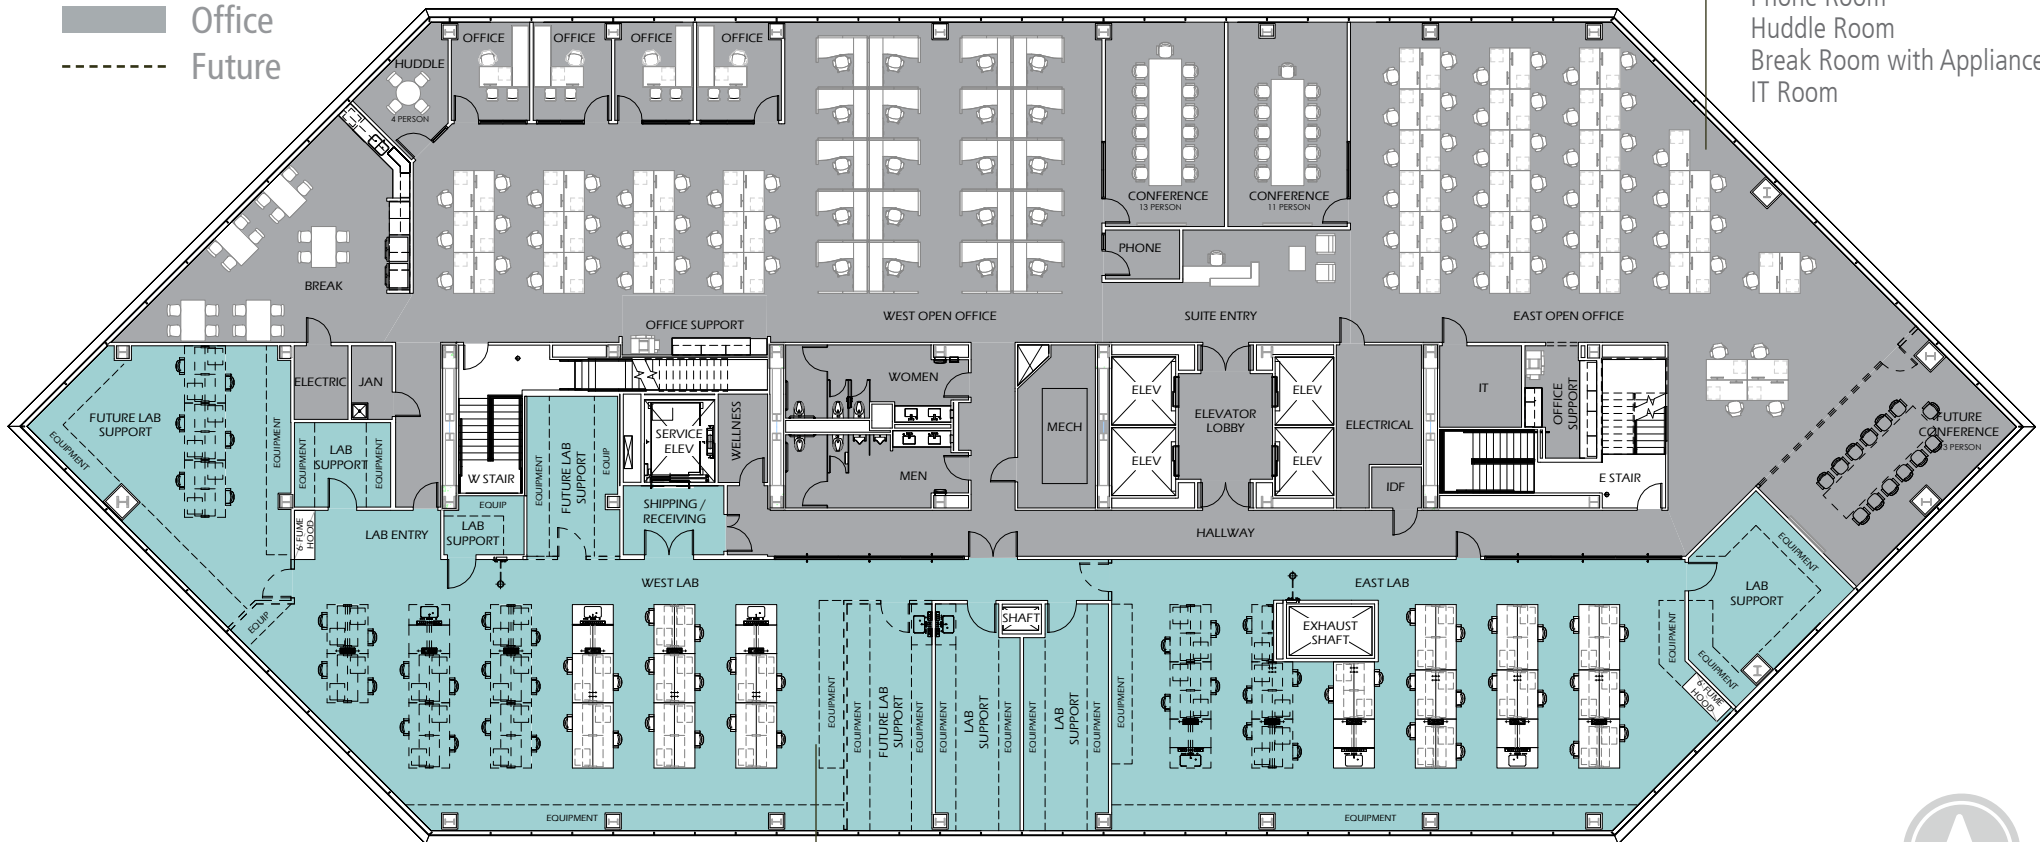 Office
Future
Phone Room
Huddle Room
Break Room with Appliance
IT Room
OFFICE
OFFICE
OFFICE
OFFICE
HUDDLE
4 PERSON
CONFERENCE
13 PERSON
CONFERENCE
11 PERSON
PHONE
BREAK
OFFICE SUPPORT
WEST OPEN OFFICE
SUITE ENTRY
EAST OPEN OFFICE
ELECTRIC
JAN
WOMEN
MEN
MECH
ELEV
ELEV
ELEV
ELEV
ELEVATOR
LOBBY
ELECTRICAL
IDF
IT
OFFICE
SUPPORT
E STAIR
FUTURE
CONFERENCE
PERSON
FUTURE LAB
SUPPORT
EQUIPMENT
EQUIPMENT
LAB
SUPPORT
EQUIPMENT
EQUIPMENT
W STAIR
EQUIP
LAB
SUPPORT
EQUIPMENT
FUTURE LAB
SUPPORT
EQUIP
SERVICE
ELEV
WELLNESS
SHIPPING /
RECEIVING
6' FUME
HOOD
LAB ENTRY
HALLWAY
EQUIP
WEST LAB
EAST LAB
SHAFT
EXHAUST
SHAFT
EQUIPMENT
EQUIPMENT
FUTURE LAB
SUPPORT
EQUIPMENT
EQUIPMENT
LAB
SUPPORT
EQUIPMENT
LAB
SUPPORT
EQUIPMENT
EQUIPMENT
EQUIPMENT
EQUIPMENT
LAB
SUPPORT
EQUIPMENT
6' FUME
HOOD
EQUIPMENT
EQUIPMENT